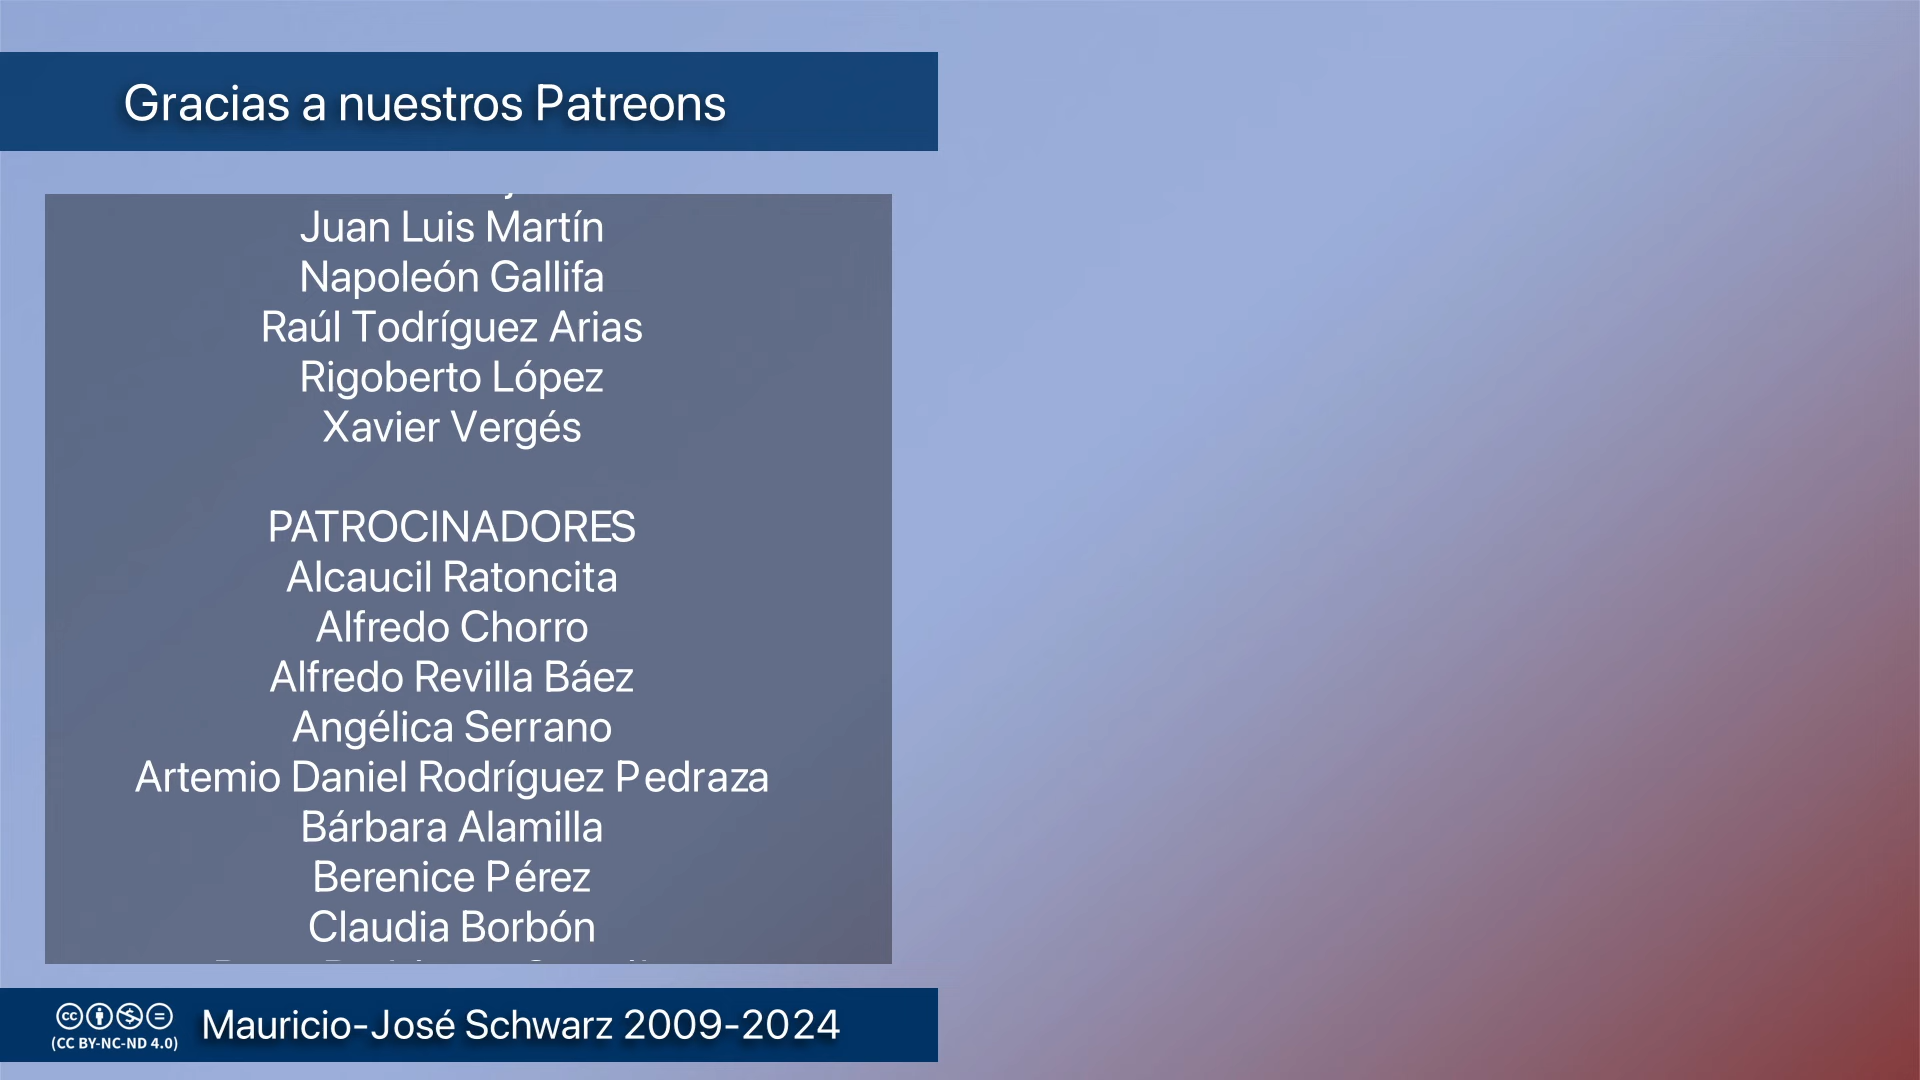 Gracias a nuestros Patreons
Juan Luis Martín
Napoleón Gallifa
Raúl Todríguez Arias
Rigoberto López
Xavier Vergés
PATROCINADORES
Alcaucil Ratoncita
Alfredo Chorro
Alfredo Revilla Báez
Angélica Serrano
Artemio Daniel Rodríguez Pedraza
Bárbara Alamilla
Berenice Pérez
Claudia Borbón
(CC BY-NC-ND 4.0)
Mauricio-José Schwarz 2009-2024